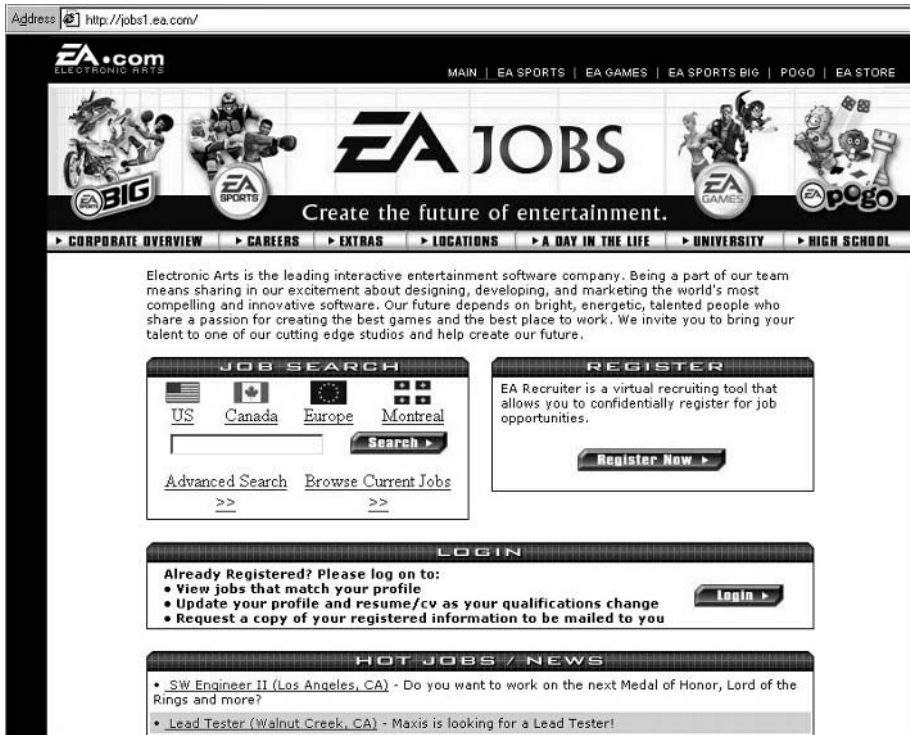 Address http://jobs1.ea.com/
EA.com
ELECTRONIC ARTS
MAIN | EA SPORTS | EA GAMES | EA SPORTS BIG | POGO | EA STORE
EA JOBS
EA SPORTS BIG
EA SPORTS
EA GAMES
EA pogo
Create the future of entertainment.
CORPORATE OVERVIEW CAREERS EXTRAS LOCATIONS A DAY IN THE LIFE UNIVERSITY HIGH SCHOOL
Electronic Arts is the leading interactive entertainment software company. Being a part of our team
means sharing in our excitement about designing, developing, and marketing the world's most
compelling and innovative software. Our future depends on bright, energetic, talented people who
share a passion for creating the best games and the best place to work. We invite you to bring your
talent to one of our cutting edge studios and help create our future.
JOB SEARCH
US Canada Europe Montreal
Search
Advanced Search Browse Current Jobs
>> >>
REGISTER
EA Recruiter is a virtual recruiting tool that
allows you to confidentially register for job
opportunities.
Register Now
LOGIN
Already Registered? Please log on to:
• View jobs that match your profile
• Update your profile and resume/cv as your qualifications change
• Request a copy of your registered information to be mailed to you
Login
HOT JOBS / NEWS
• SW Engineer II (Los Angeles, CA) - Do you want to work on the next Medal of Honor, Lord of the
Rings and more?
• Lead Tester (Walnut Creek, CA) - Maxis is looking for a Lead Tester!